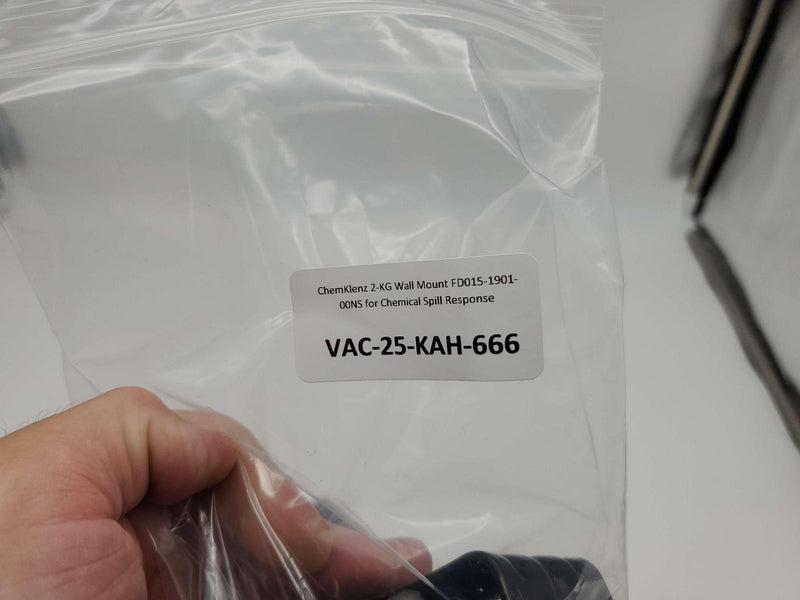 ChemKlenz 2-KG Wall Mount FD015-1901-
00NS for Chemical Spill Response
VAC-25-KAH-666